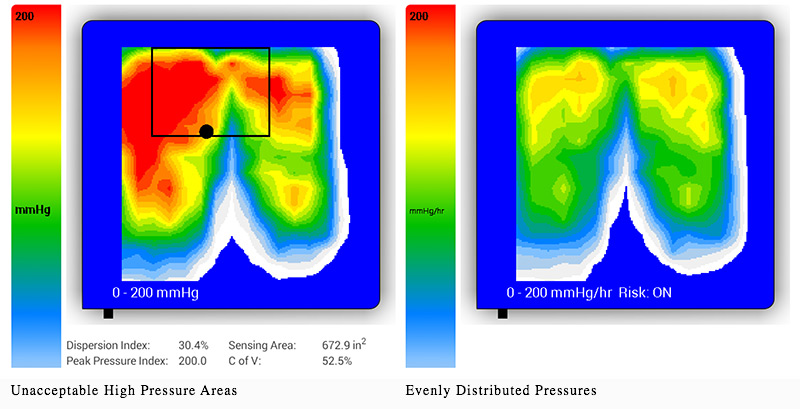 200
mmHg
0 - 200 mmHg
Dispersion Index: 30.4% Sensing Area: 672.9 in²
Peak Pressure Index: 200.0 C of V: 52.5%
Unacceptable High Pressure Areas
200
mmHg/hr
0 - 200 mmHg/hr Risk: ON
Evenly Distributed Pressures